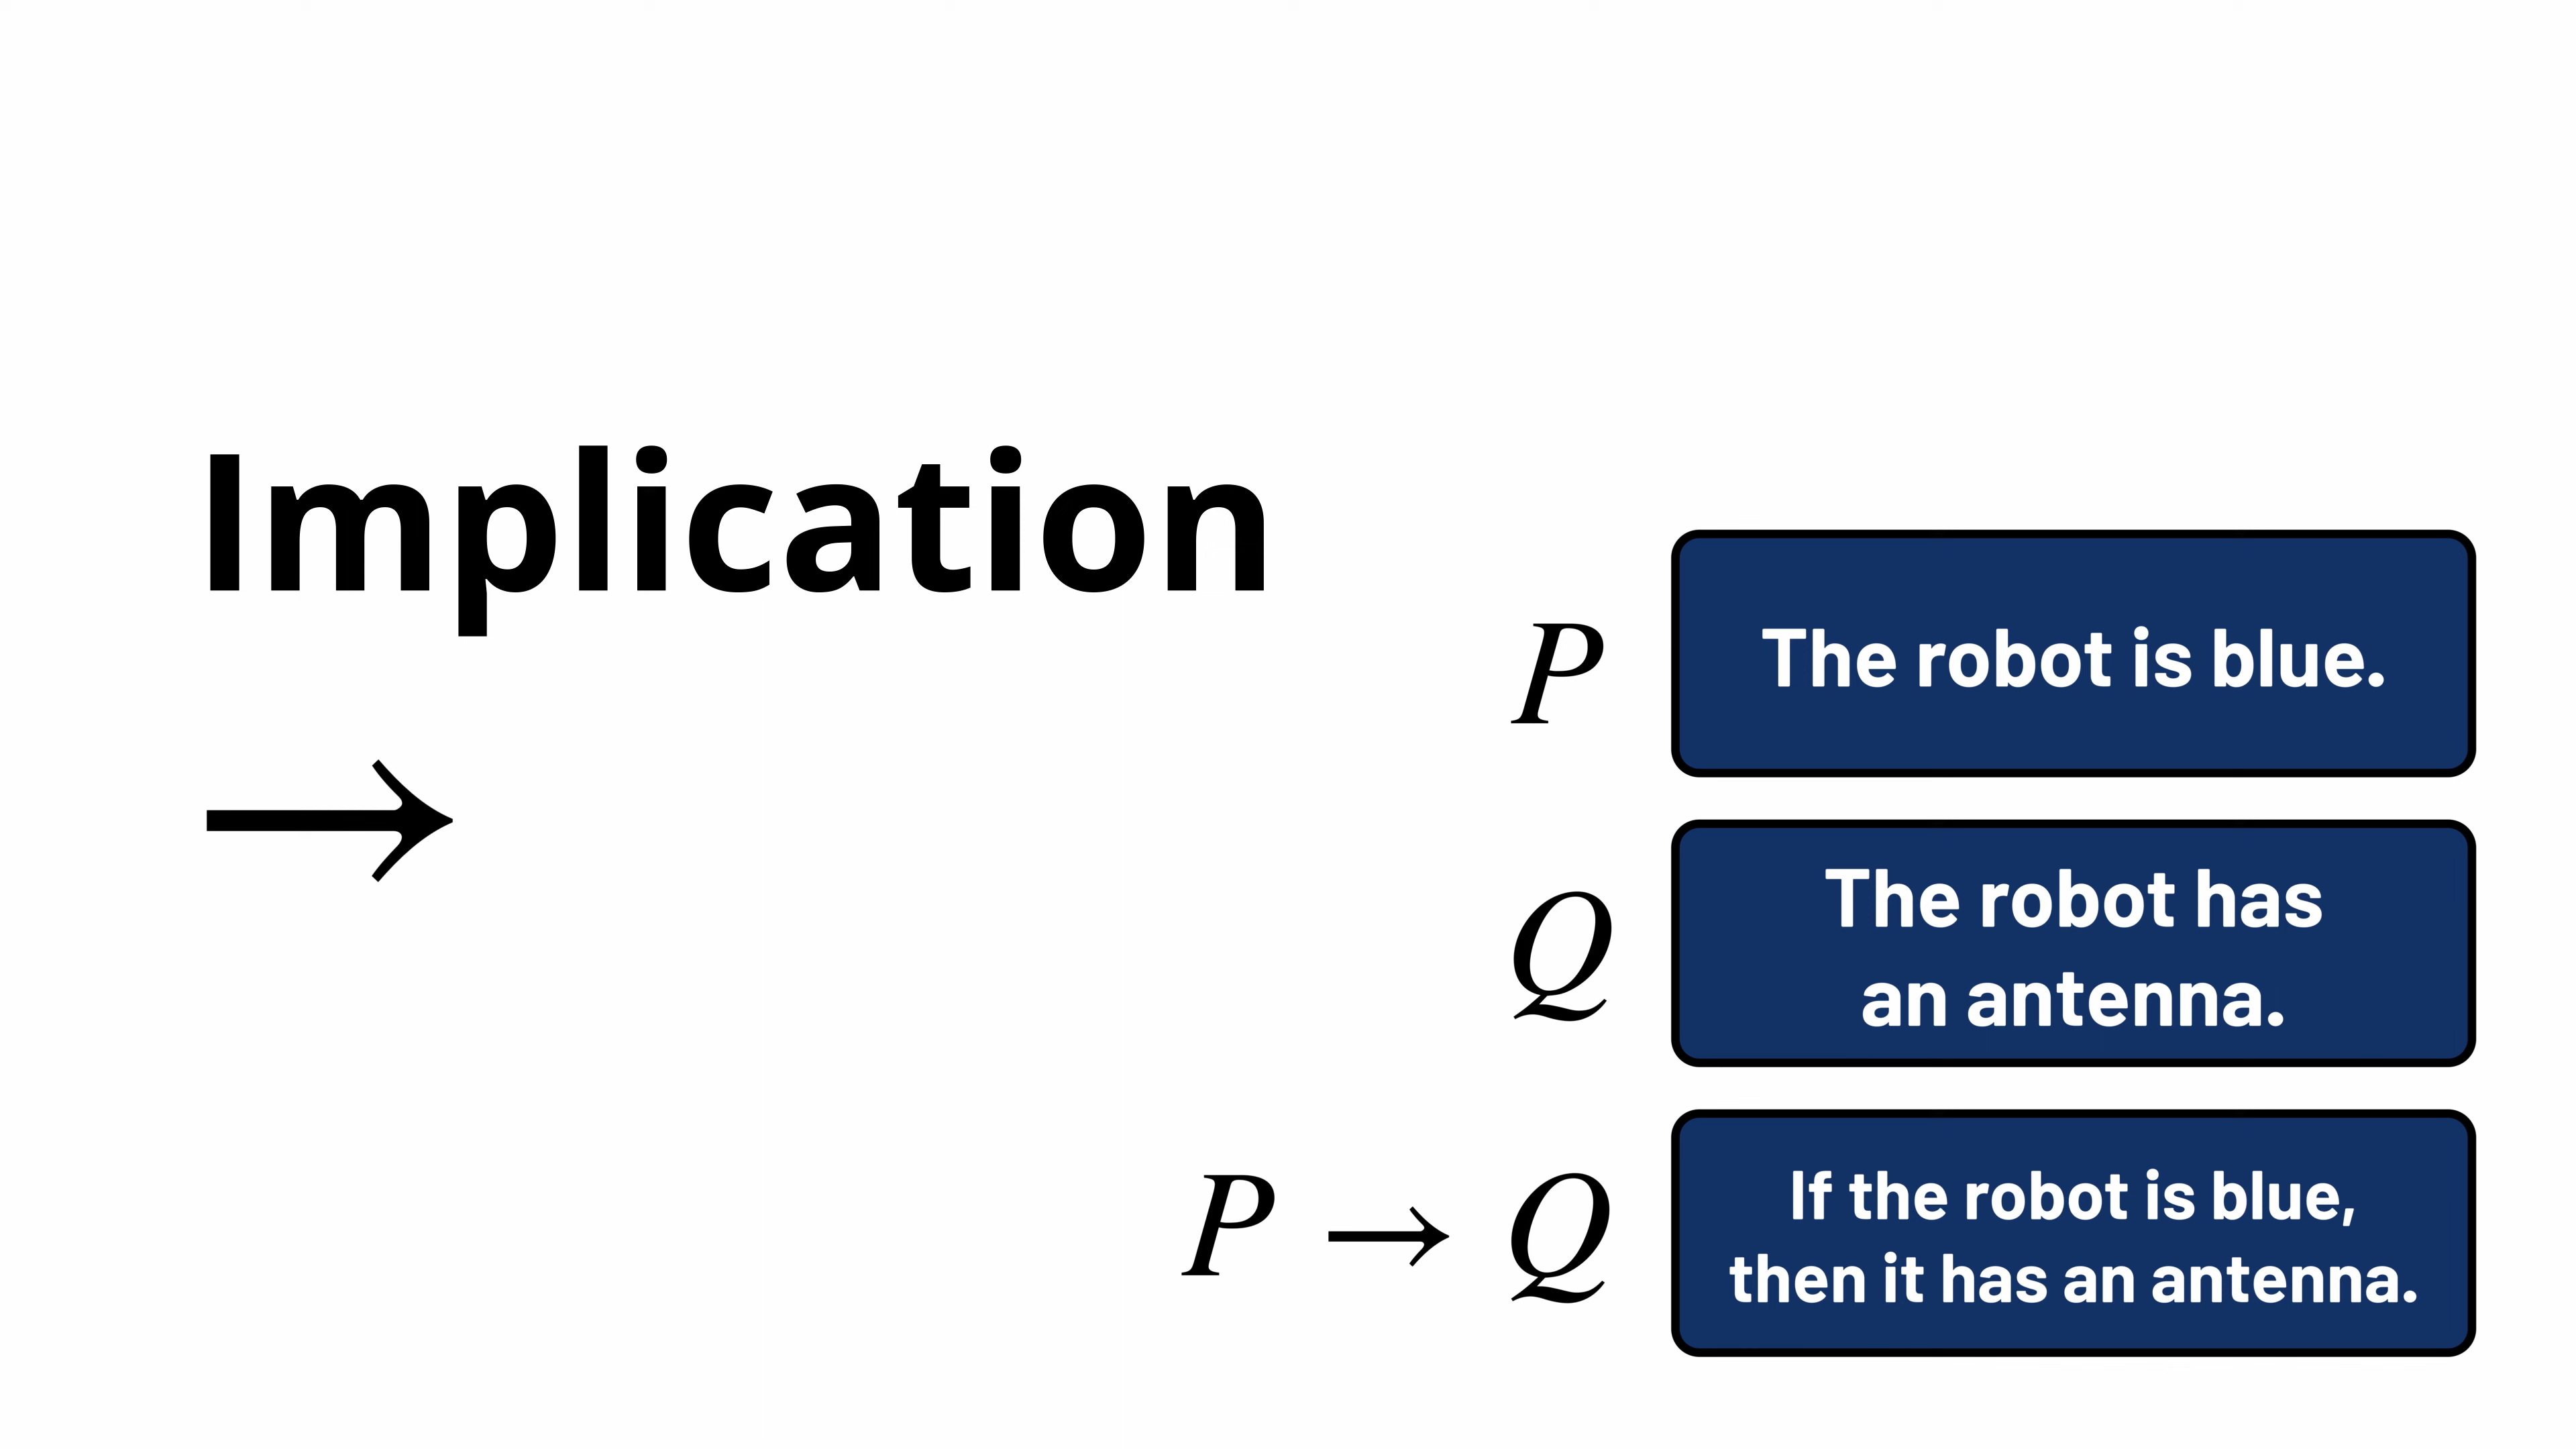 Implication
→
P
The robot is blue.
Q
The robot has
an antenna.
P → Q
If the robot is blue,
then it has an antenna.